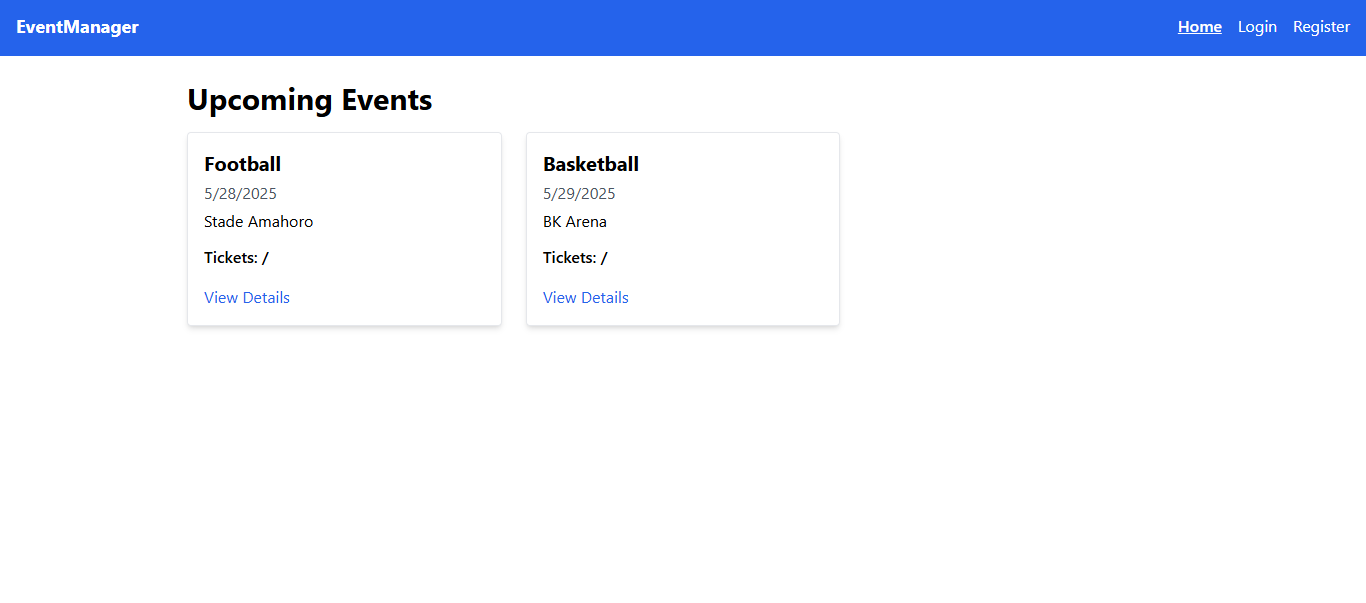 EventManager
Home Login Register
Upcoming Events
Football
5/28/2025
Stade Amahoro
Tickets: /
View Details
Basketball
5/29/2025
BK Arena
Tickets: /
View Details